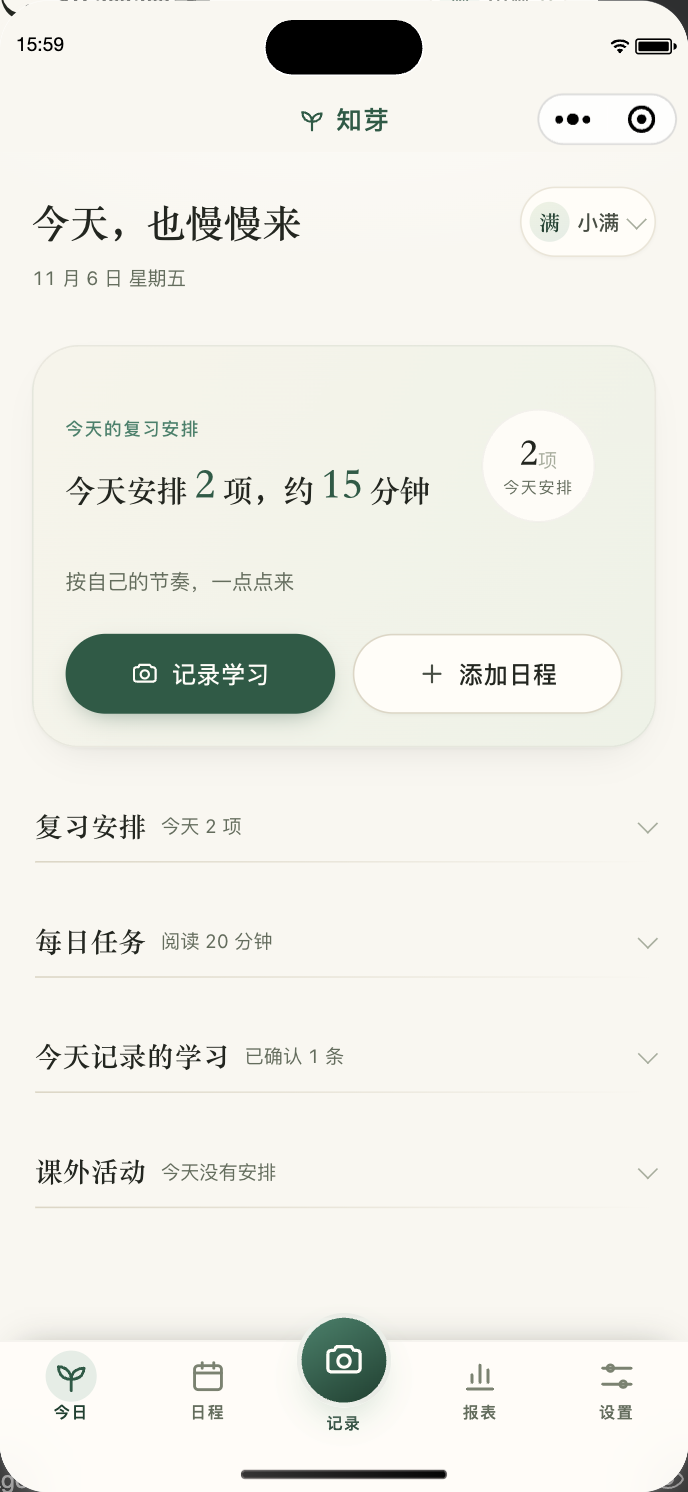 15:59
知芽
今天，也慢慢来
满 小满
11 月 6 日 星期五
今天的复习安排
今天安排 2 项，约 15 分钟
2项
今天安排
按自己的节奏，一点点来
记录学习
添加日程
复习安排 今天 2 项
每日任务 阅读 20 分钟
今天记录的学习 已确认 1 条
课外活动 今天没有安排
今日
日程
记录
报表
设置